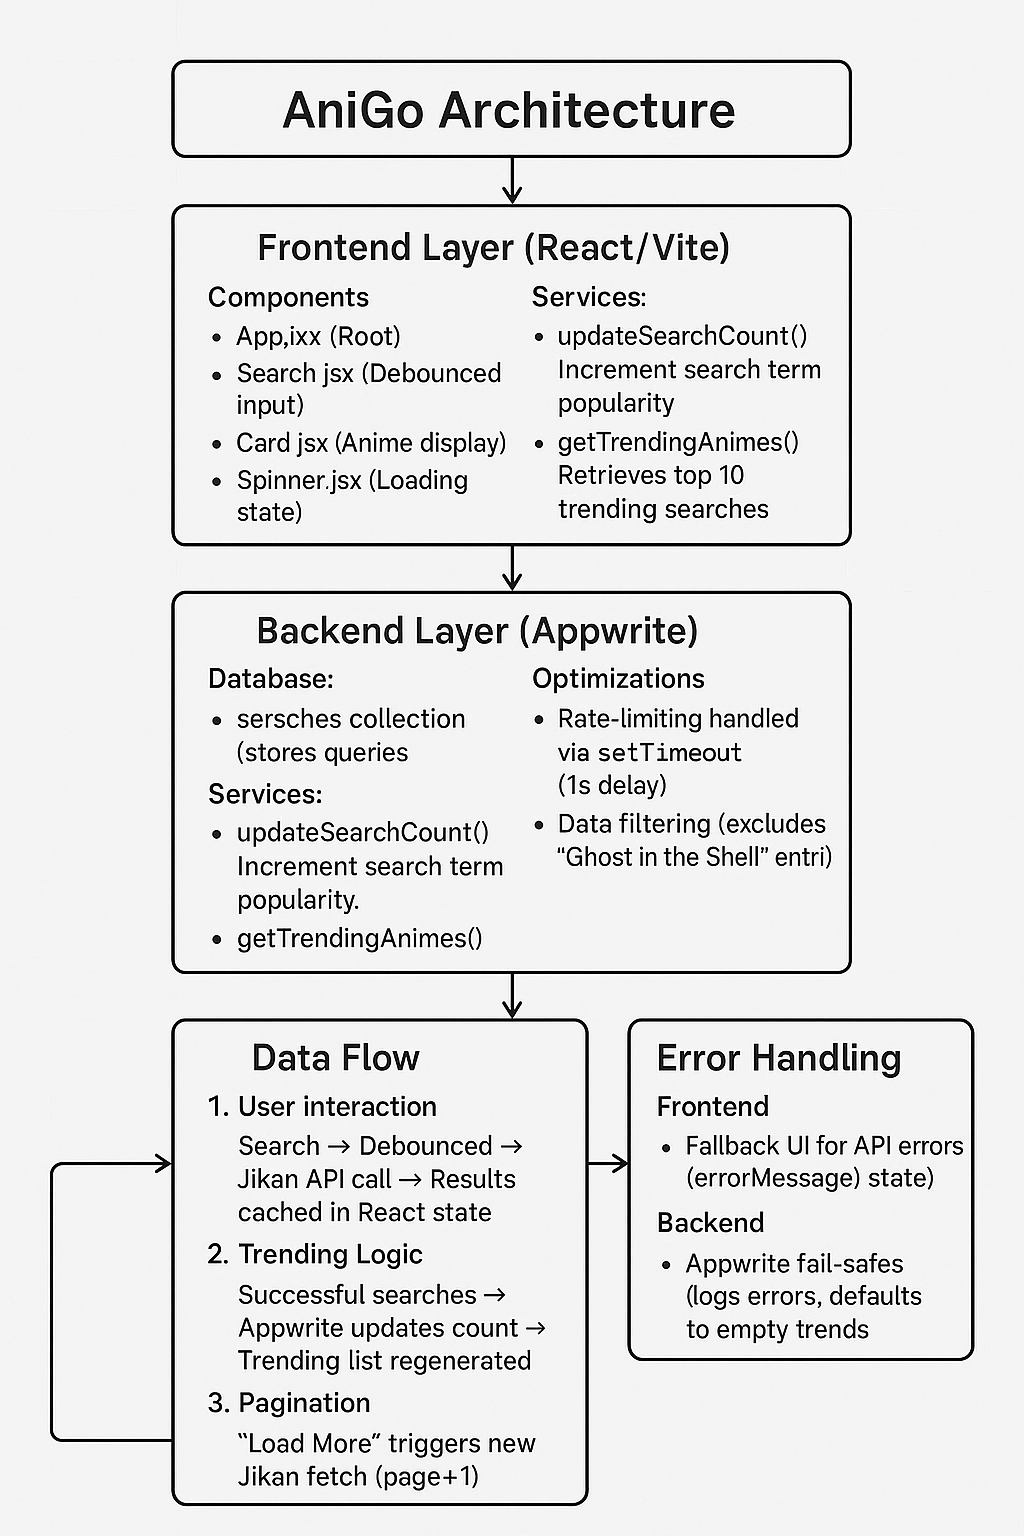 AniGo Architecture
Frontend Layer (React/Vite)
Components
• App,ixx (Root)
• Search jsx (Debounced
input)
• Card jsx (Anime display)
• Spinner.jsx (Loading
state)
Services:
• updateSearchCount()
Increment search term
popularity
• getTrendingAnimes()
Retrieves top 10
trending searches
Backend Layer (Appwrite)
Database:
• sersches collection
(stores queries
Services:
• updateSearchCount()
Increment search term
popularity.
• getTrendingAnimes()
Optimizations
• Rate-limiting handled
via setTimeout
(1s delay)
• Data filtering (excludes
“Ghost in the Shell” entri)
Data Flow
1. User interaction
Search → Debounced →
Jikan API call → Results
cached in React state
2. Trending Logic
Successful searches →
Appwrite updates count →
Trending list regenerated
3. Pagination
“Load More” triggers new
Jikan fetch (page+1)
Error Handling
Frontend
• Fallback UI for API errors
(errorMessage) state)
Backend
• Appwrite fail-safes
(logs errors, defaults
to empty trends